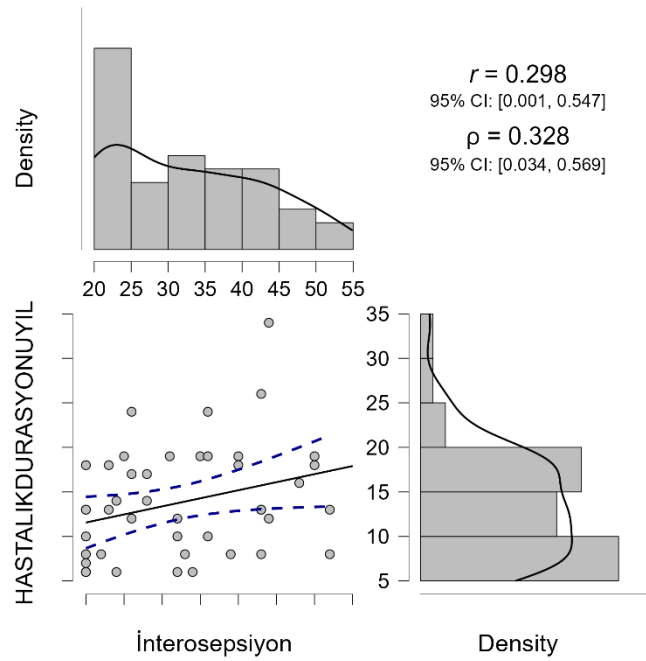 Density
r = 0.298
95% CI: [0.001, 0.547]
ρ = 0.328
95% CI: [0.034, 0.569]
20 25 30 35 40 45 50 55
HASTALIKDURASYONUYIL
35
30
25
20
15
10
5
İnterosepsiyon
Density